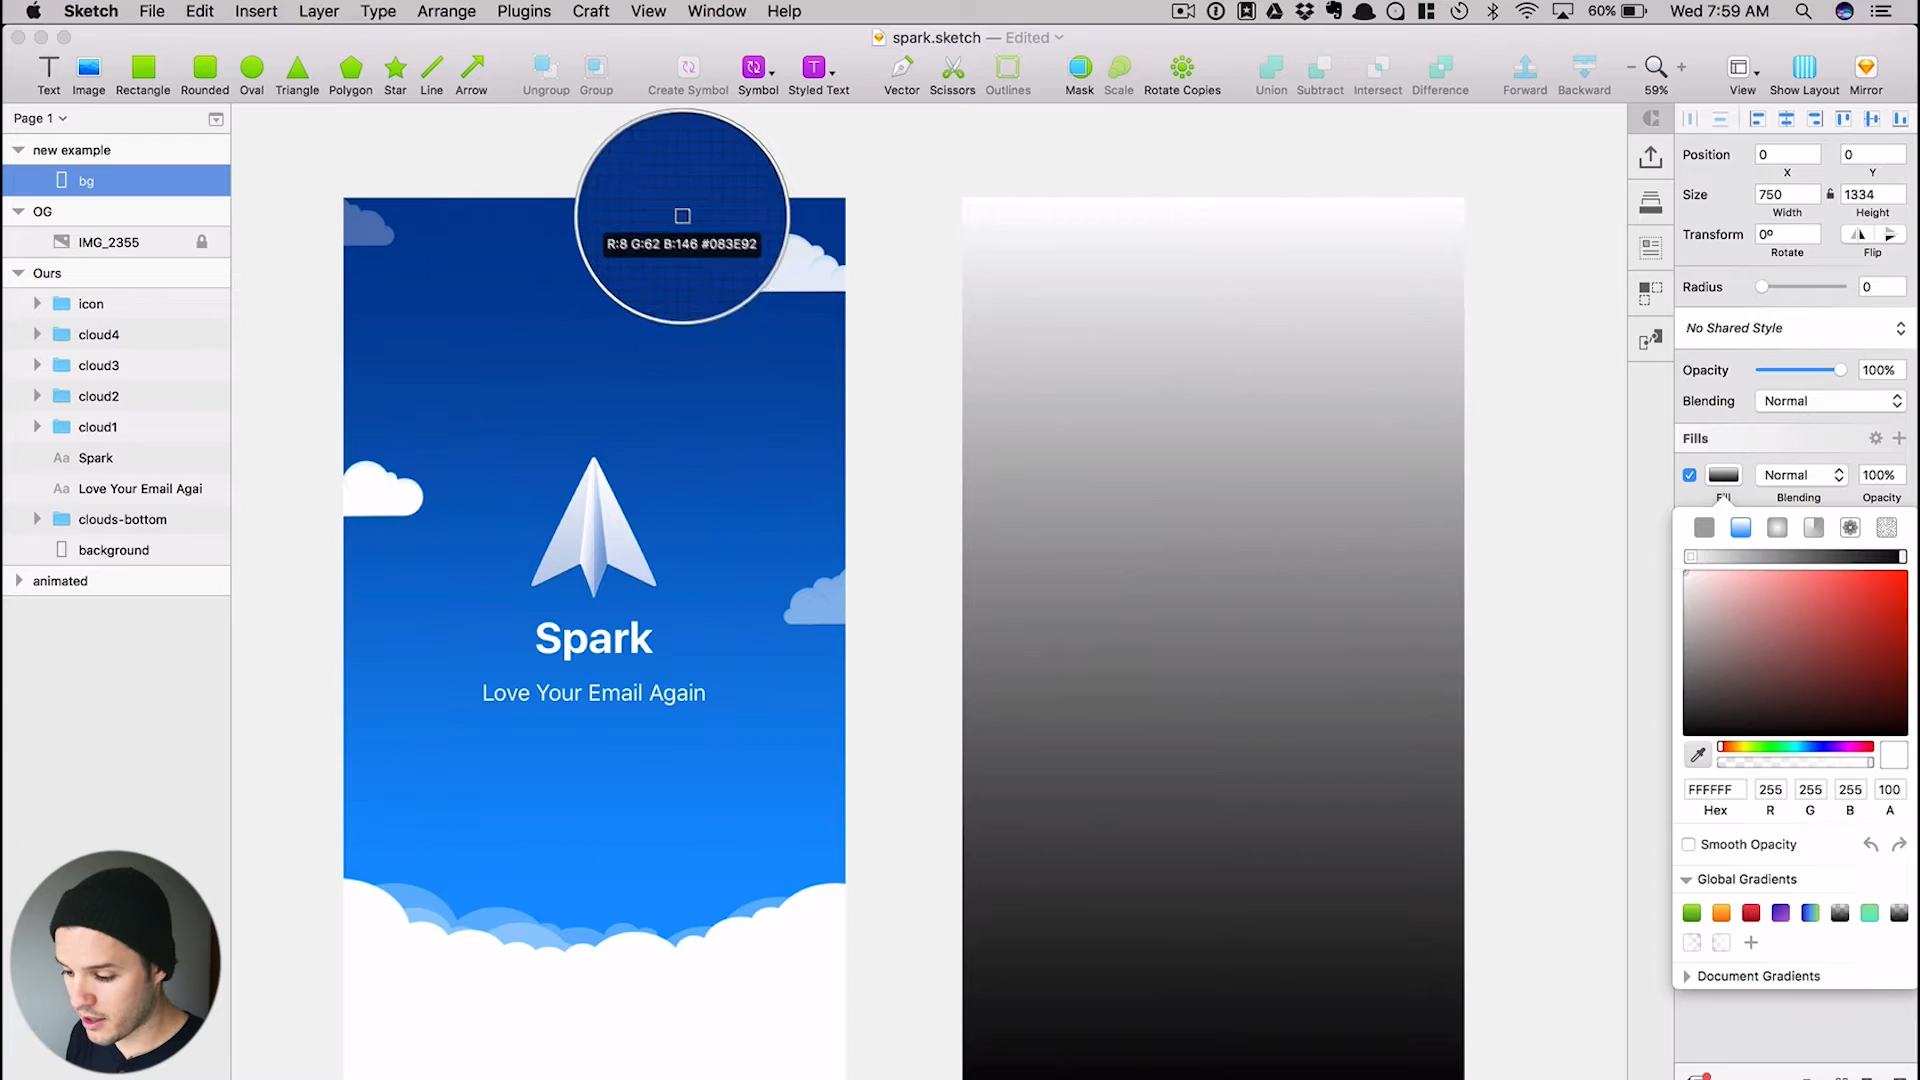 Sketch File Edit Insert Layer Type Arrange Plugins Craft View Window Help 60% Wed 7:59 AM
spark.sketch — Edited
Text Image Rectangle Rounded Oval Triangle Polygon Star Line Arrow Ungroup Group Create Symbol Symbol Styled Text Vector Scissors Outlines Mask Scale Rotate Copies Union Subtract Intersect Difference Forward Backward 59% View Show Layout Mirror
Page 1
new example
bg
OG
IMG_2355
Ours
icon
cloud4
cloud3
cloud2
cloud1
Aa Spark
Aa Love Your Email Agai
clouds-bottom
background
animated
R:8 G:62 B:146 #083E92
Spark
Love Your Email Again
Position 0 0
X Y
Size 750 1334
Width Height
Transform 0º
Rotate Flip
Radius 0
No Shared Style
Opacity 100%
Blending Normal
Fills
Normal 100%
Fill Blending Opacity
FFFFFF 255 255 255 100
Hex R G B A
Smooth Opacity
Global Gradients
Document Gradients